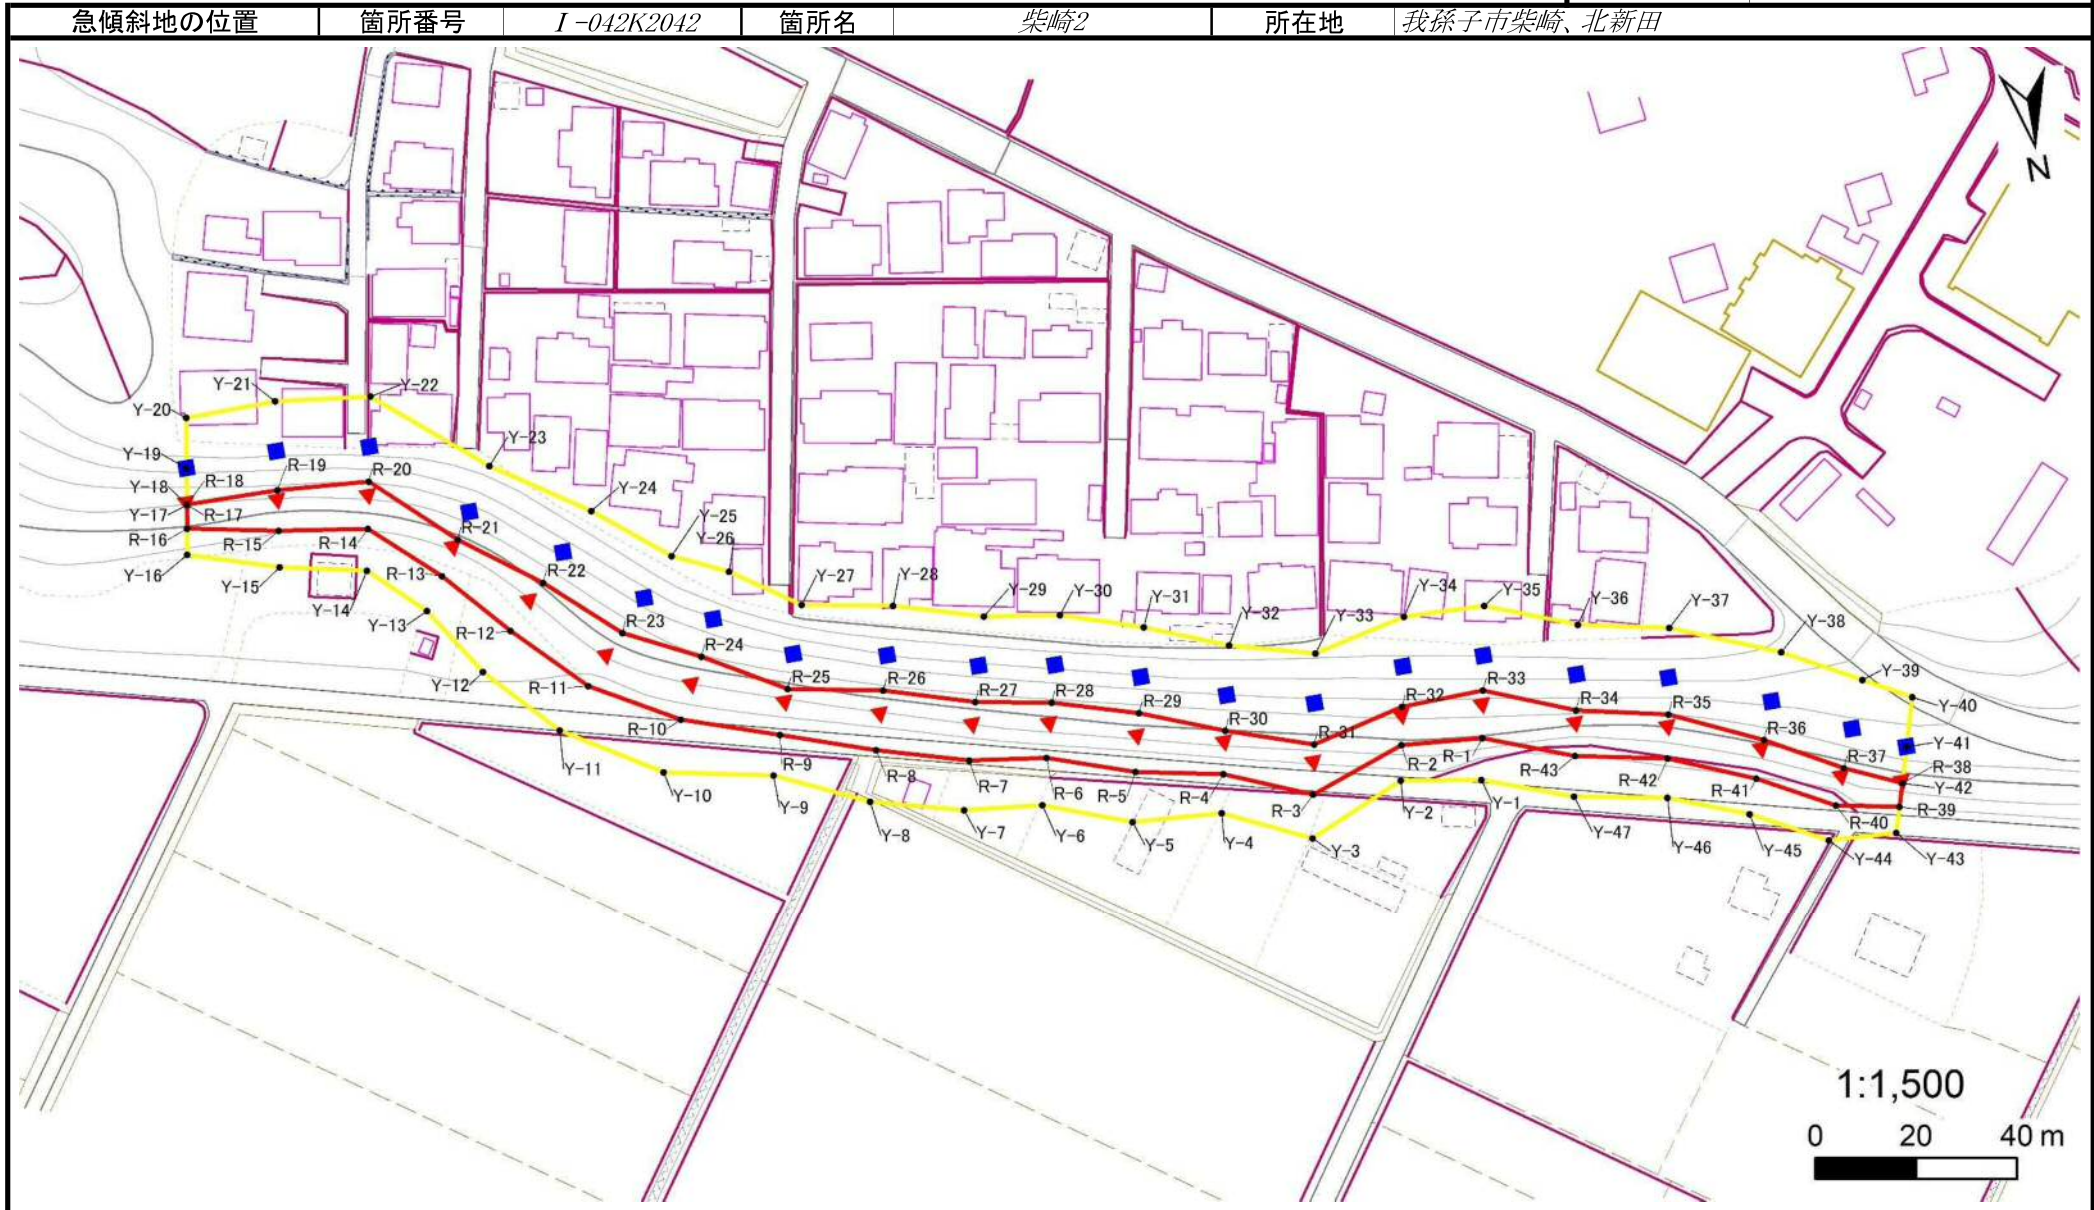 急傾斜地の位置 箇所番号 I-042K2042 箇所名 柴崎2 所在地 我孫子市柴崎、北新田
N
Y-20 Y-21 Y-22
Y-19 R-18 R-19 R-20 Y-23
Y-18 Y-17 R-17 Y-24
R-16 R-15 R-14 R-21 Y-25
Y-16 Y-15 Y-14 R-13 R-22 Y-26
Y-13 R-12 R-23 R-24 Y-27 Y-28 Y-29 Y-30 Y-31 Y-32 Y-33 Y-34 Y-35 Y-36 Y-37 Y-38
Y-12 R-11 R-25 R-26 R-27 R-28 R-29 R-30 R-31 R-32 R-33 R-34 R-35 R-36 Y-39 Y-40
R-10 R-9 R-8 R-7 R-6 R-5 R-4 R-3 R-2 R-1 R-43 R-42 R-41 R-37 Y-41 R-38
Y-42 R-39 R-40
Y-11 Y-10 Y-9 Y-8 Y-7 Y-6 Y-5 Y-4 Y-3 Y-2 Y-1 Y-47 Y-46 Y-45 Y-44 Y-43
1:1,500
0 20 40 m